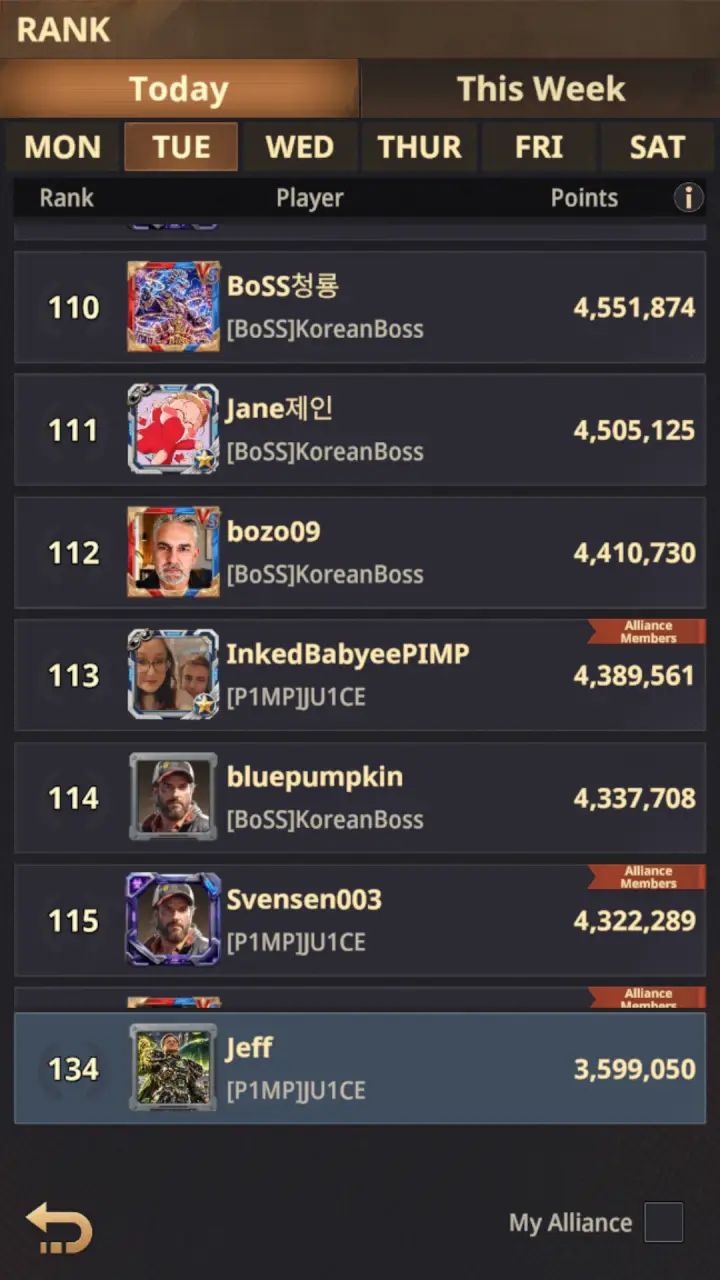 RANK
Today
This Week
MON
TUE
WED
THUR
FRI
SAT
Rank
Player
Points
110
BoSS청룡
[BoSS]KoreanBoss
4,551,874
111
Jane제인
[BoSS]KoreanBoss
4,505,125
112
bozo09
[BoSS]KoreanBoss
4,410,730
Alliance
Members
113
InkedBabyeePIMP
[P1MP]JU1CE
4,389,561
114
bluepumpkin
[BoSS]KoreanBoss
4,337,708
Alliance
Members
115
Svensen003
[P1MP]JU1CE
4,322,289
Alliance
Members
134
Jeff
[P1MP]JU1CE
3,599,050
My Alliance